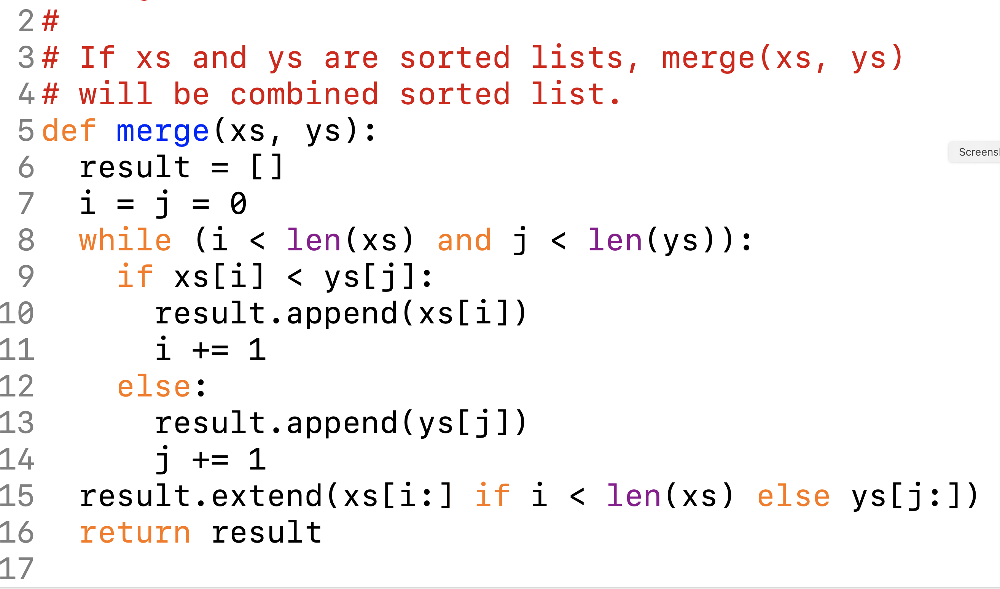 2 #
3 # If xs and ys are sorted lists, merge(xs, ys)
4 # will be combined sorted list.
5 def merge(xs, ys):
6   result = []
7   i = j = 0
8   while (i < len(xs) and j < len(ys)):
9     if xs[i] < ys[j]:
10       result.append(xs[i])
11       i += 1
12     else:
13       result.append(ys[j])
14       j += 1
15   result.extend(xs[i:] if i < len(xs) else ys[j:])
16   return result
17